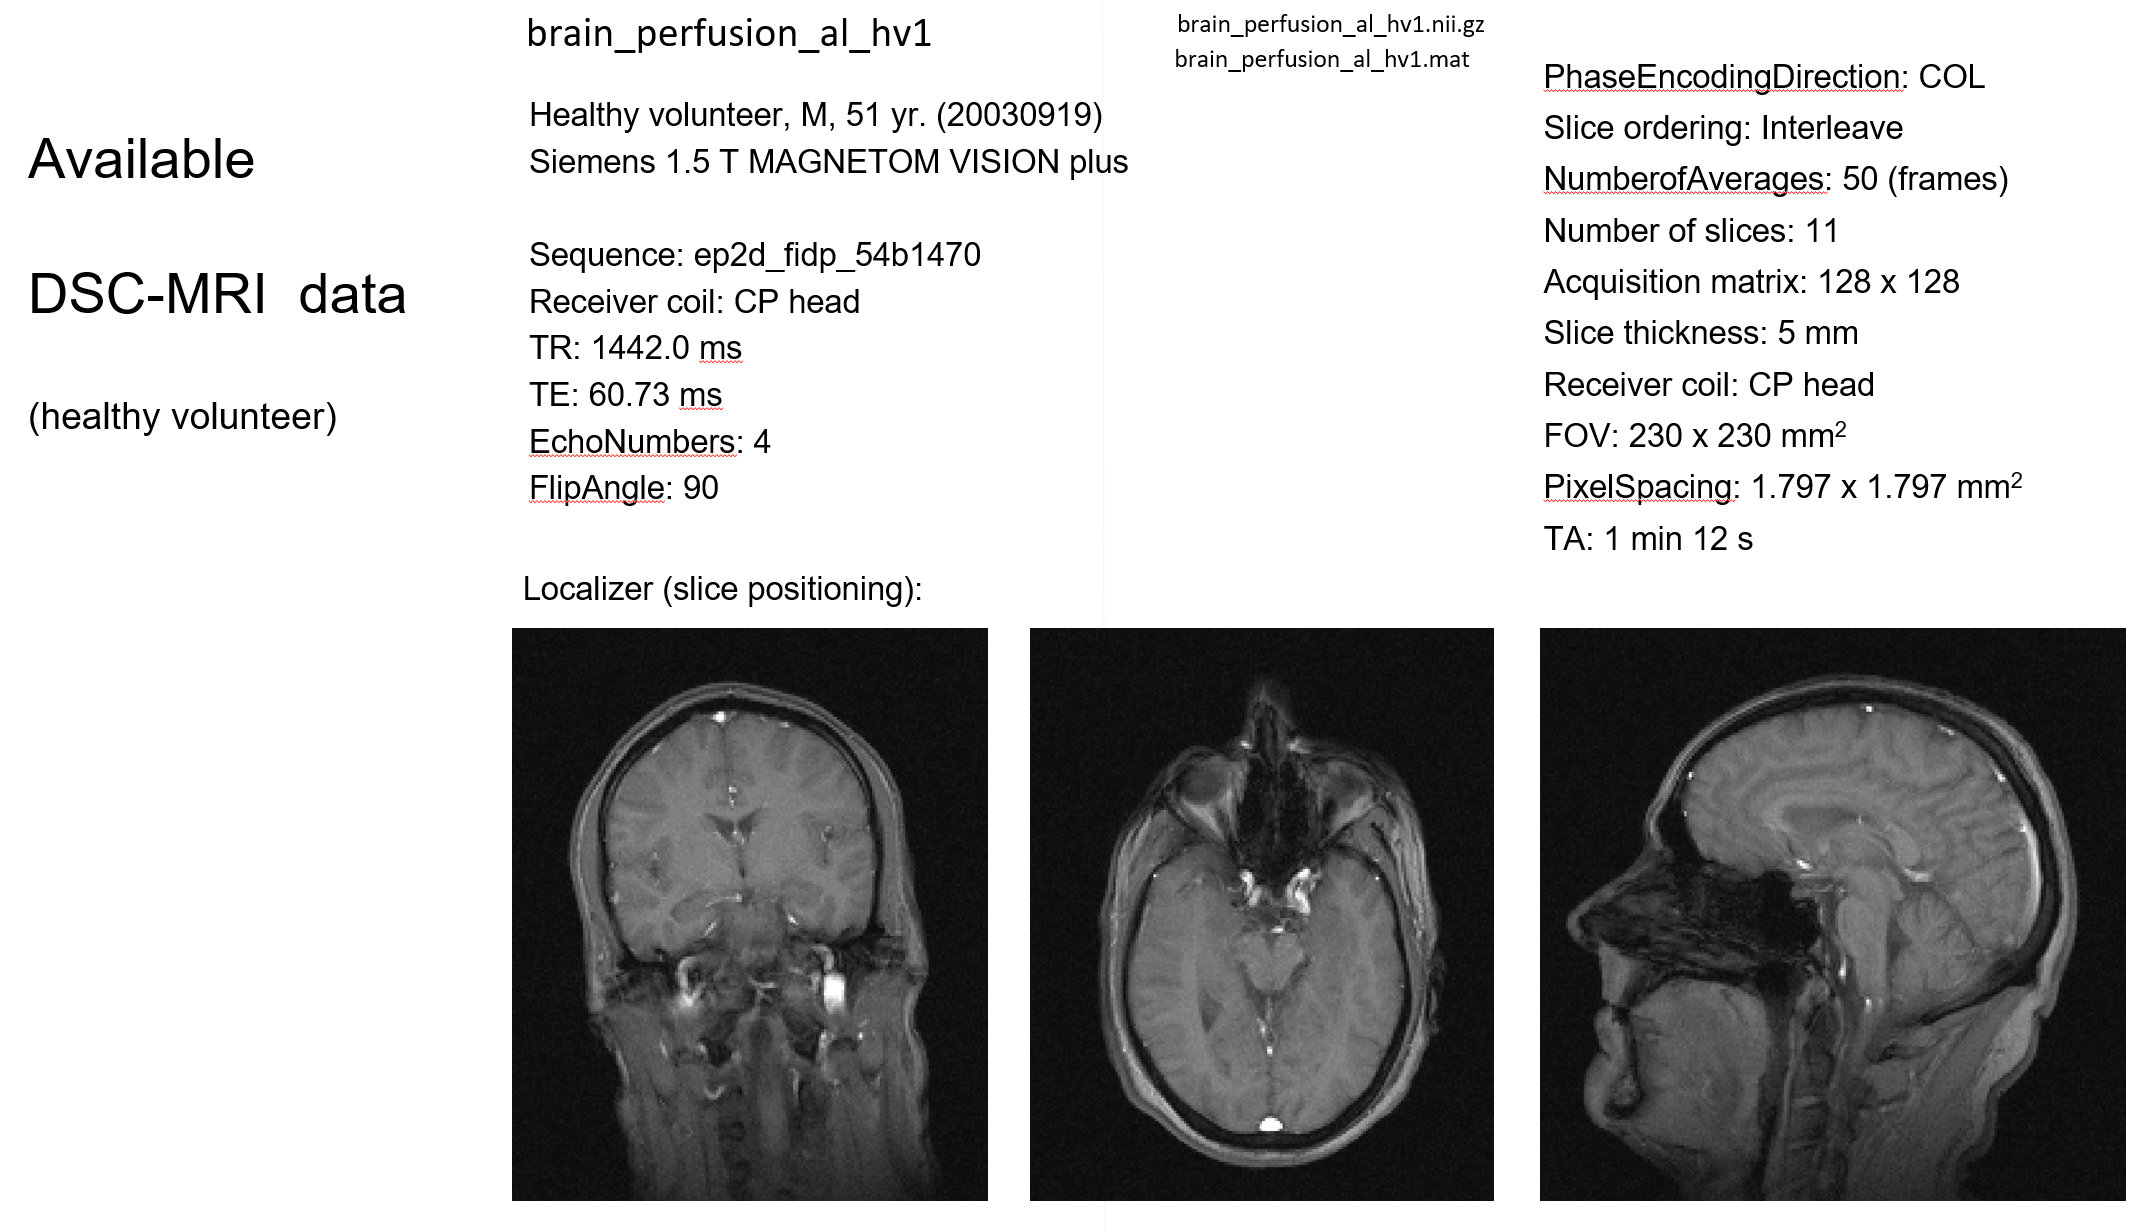 Available
DSC-MRI data
(healthy volunteer)
brain_perfusion_al_hv1
Healthy volunteer, M, 51 yr. (20030919)
Siemens 1.5 T MAGNETOM VISION plus
Sequence: ep2d_fidp_54b1470
Receiver coil: CP head
TR: 1442.0 ms
TE: 60.73 ms
EchoNumbers: 4
FlipAngle: 90
Localizer (slice positioning):
brain_perfusion_al_hv1.nii.gz
brain_perfusion_al_hv1.mat
PhaseEncodingDirection: COL
Slice ordering: Interleave
NumberofAverages: 50 (frames)
Number of slices: 11
Acquisition matrix: 128 x 128
Slice thickness: 5 mm
Receiver coil: CP head
FOV: 230 x 230 mm²
PixelSpacing: 1.797 x 1.797 mm²
TA: 1 min 12 s